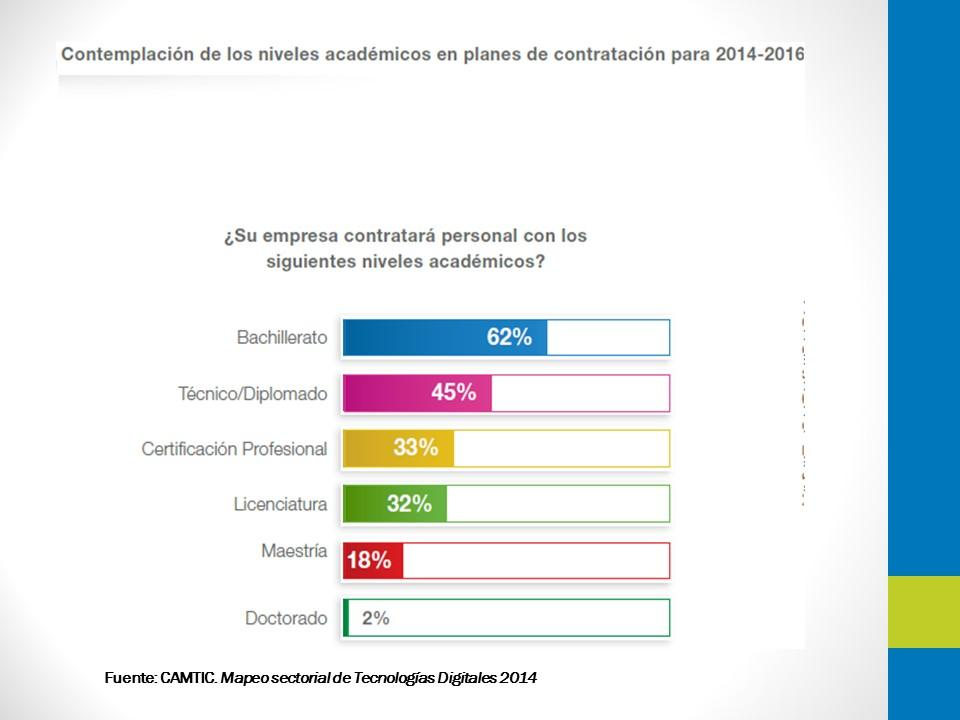 Contemplación de los niveles académicos en planes de contratación para 2014-2016
¿Su empresa contratará personal con los
siguientes niveles académicos?
Bachillerato 62%
Técnico/Diplomado 45%
Certificación Profesional 33%
Licenciatura 32%
Maestría 18%
Doctorado 2%
Fuente: CAMTIC. Mapeo sectorial de Tecnologías Digitales 2014